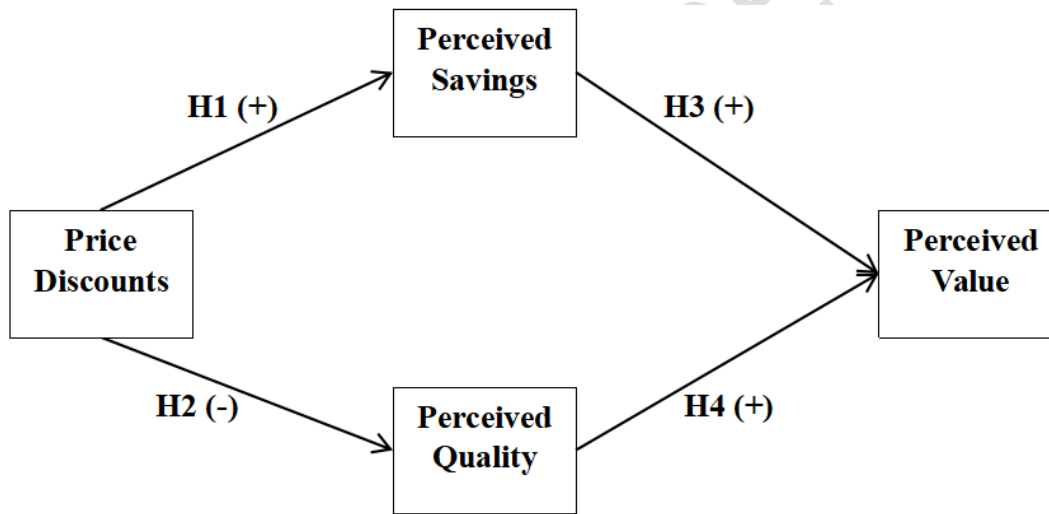 Perceived
Savings
H1 (+)
H3 (+)
Price
Discounts
Perceived
Value
H2 (-)
H4 (+)
Perceived
Quality